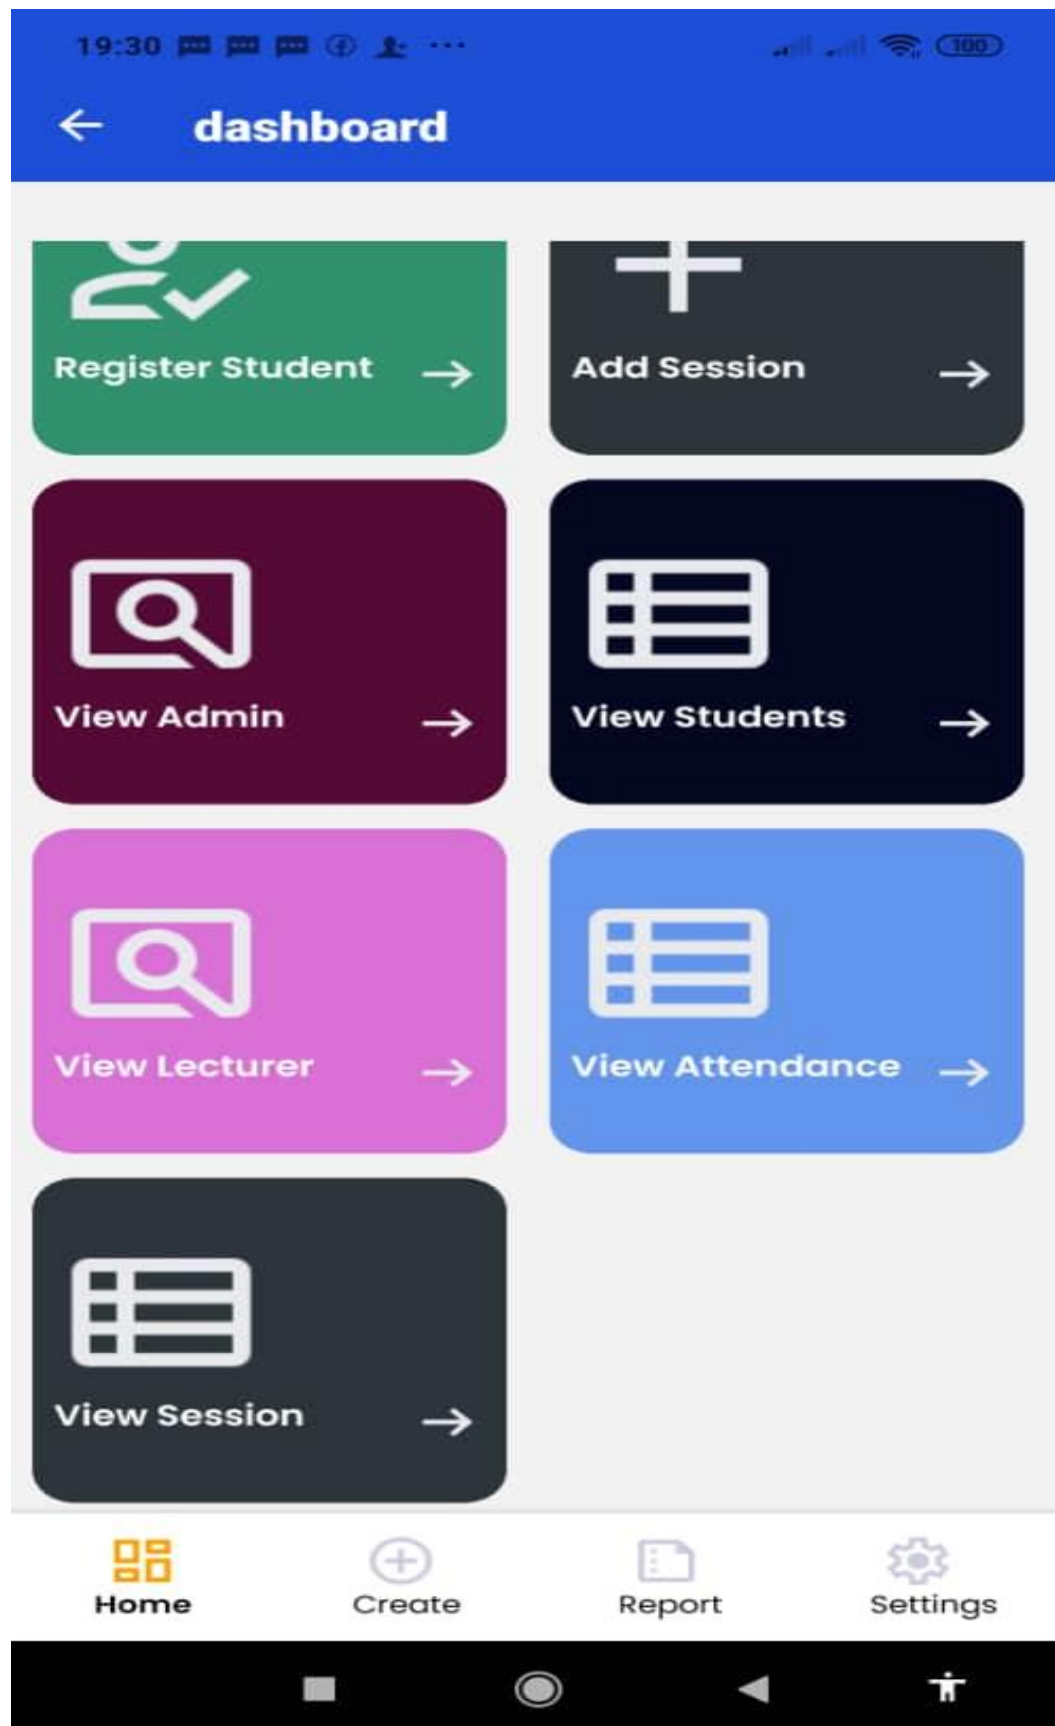 19:30 ... 100
dashboard
Register Student
Add Session
View Admin
View Students
View Lecturer
View Attendance
View Session
Home
Create
Report
Settings